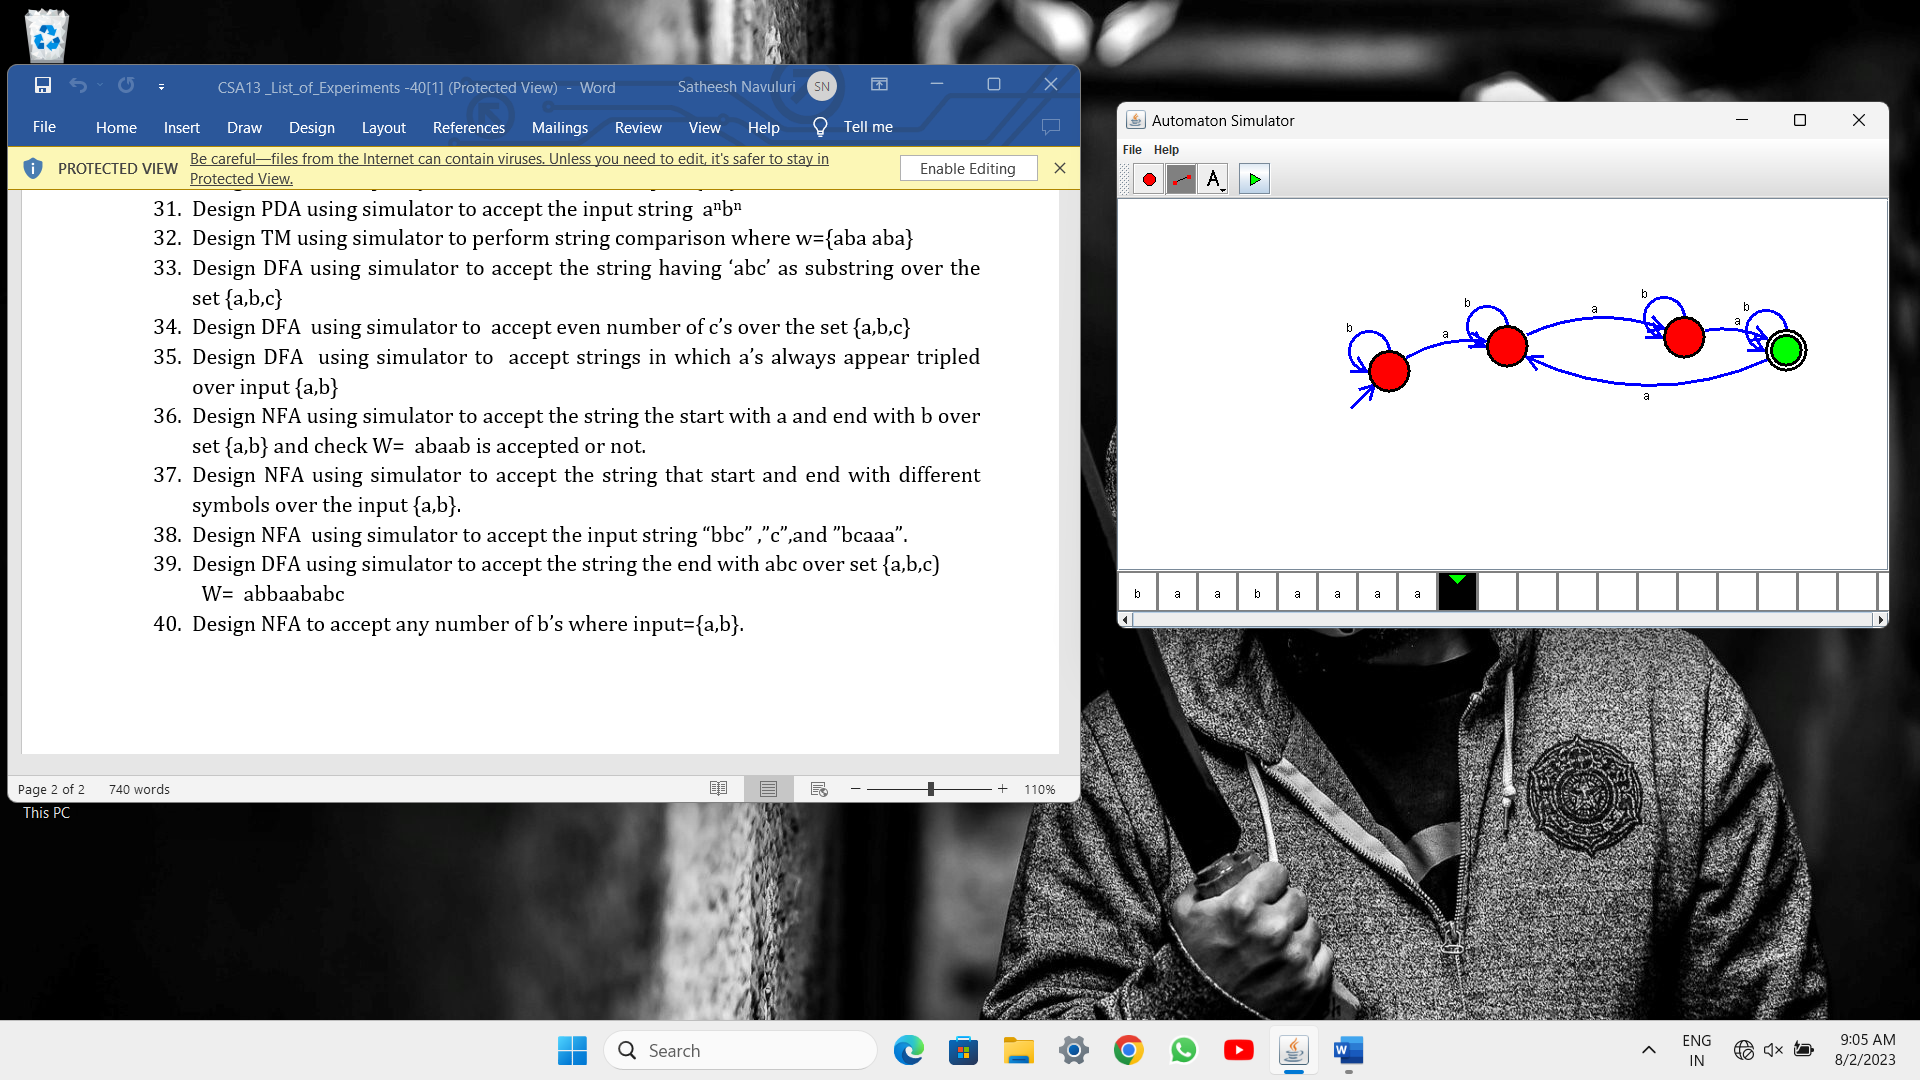 CSA13 _List_of_Experiments -40[1] (Protected View) - Word
Satheesh Navuluri
SN
File Home Insert Draw Design Layout References Mailings Review View Help Tell me
PROTECTED VIEW
Be careful—files from the Internet can contain viruses. Unless you need to edit, it's safer to stay in
Protected View.
Enable Editing
31. Design PDA using simulator to accept the input string aⁿbⁿ
32. Design TM using simulator to perform string comparison where w={aba aba}
33. Design DFA using simulator to accept the string having ‘abc’ as substring over the
set {a,b,c}
34. Design DFA using simulator to accept even number of c’s over the set {a,b,c}
35. Design DFA using simulator to accept strings in which a’s always appear tripled
over input {a,b}
36. Design NFA using simulator to accept the string the start with a and end with b over
set {a,b} and check W= abaab is accepted or not.
37. Design NFA using simulator to accept the string that start and end with different
symbols over the input {a,b}.
38. Design NFA using simulator to accept the input string “bbc” ,”c”,and ”bcaaa”.
39. Design DFA using simulator to accept the string the end with abc over set {a,b,c)
W= abbaababc
40. Design NFA to accept any number of b’s where input={a,b}.
Page 2 of 2 740 words
110%
This PC
Automaton Simulator
File Help
A
b
a
b
a
b
a
b
a
b a a b a a a a
Search
W
ENG
IN
9:05 AM
8/2/2023